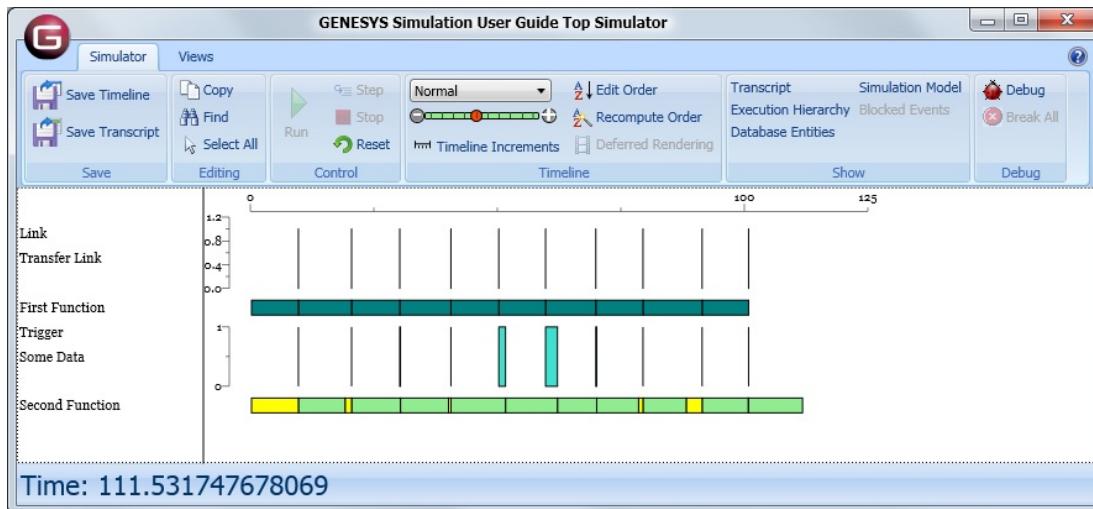 GENESYS Simulation User Guide Top Simulator
G
Simulator Views
Save Timeline
Save Transcript
Save
Copy
Find
Select All
Editing
Run
Step
Stop
Reset
Control
Normal
Timeline Increments
Edit Order
Recompute Order
Deferred Rendering
Timeline
Transcript Simulation Model
Execution Hierarchy Blocked Events
Database Entities
Show
Debug
Break All
Debug
0 100 125
1.2
Link
0.8
Transfer Link
0.4
0.0
First Function
Trigger
1
Some Data
0
Second Function
Time: 111.531747678069